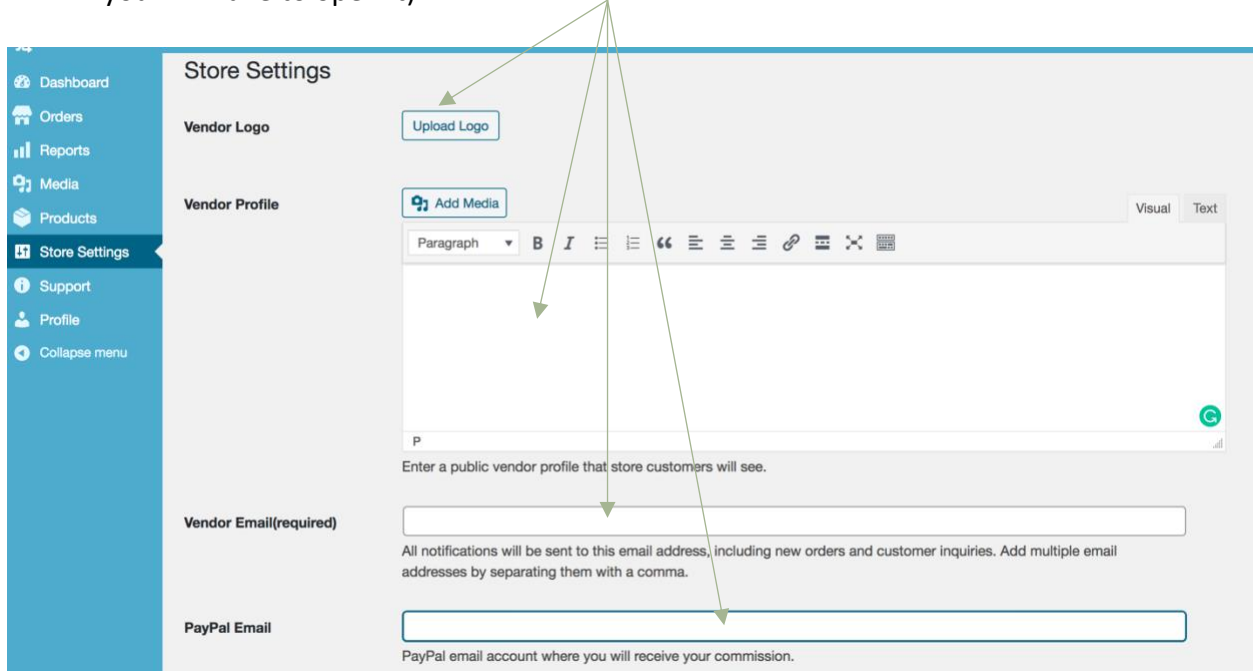 Store Settings
Dashboard
Orders
Reports
Media
Products
Store Settings
Support
Profile
Collapse menu
Vendor Logo
Upload Logo
Vendor Profile
Add Media
Visual Text
Paragraph B I
P
Enter a public vendor profile that store customers will see.
Vendor Email(required)
All notifications will be sent to this email address, including new orders and customer inquiries. Add multiple email
addresses by separating them with a comma.
PayPal Email
PayPal email account where you will receive your commission.